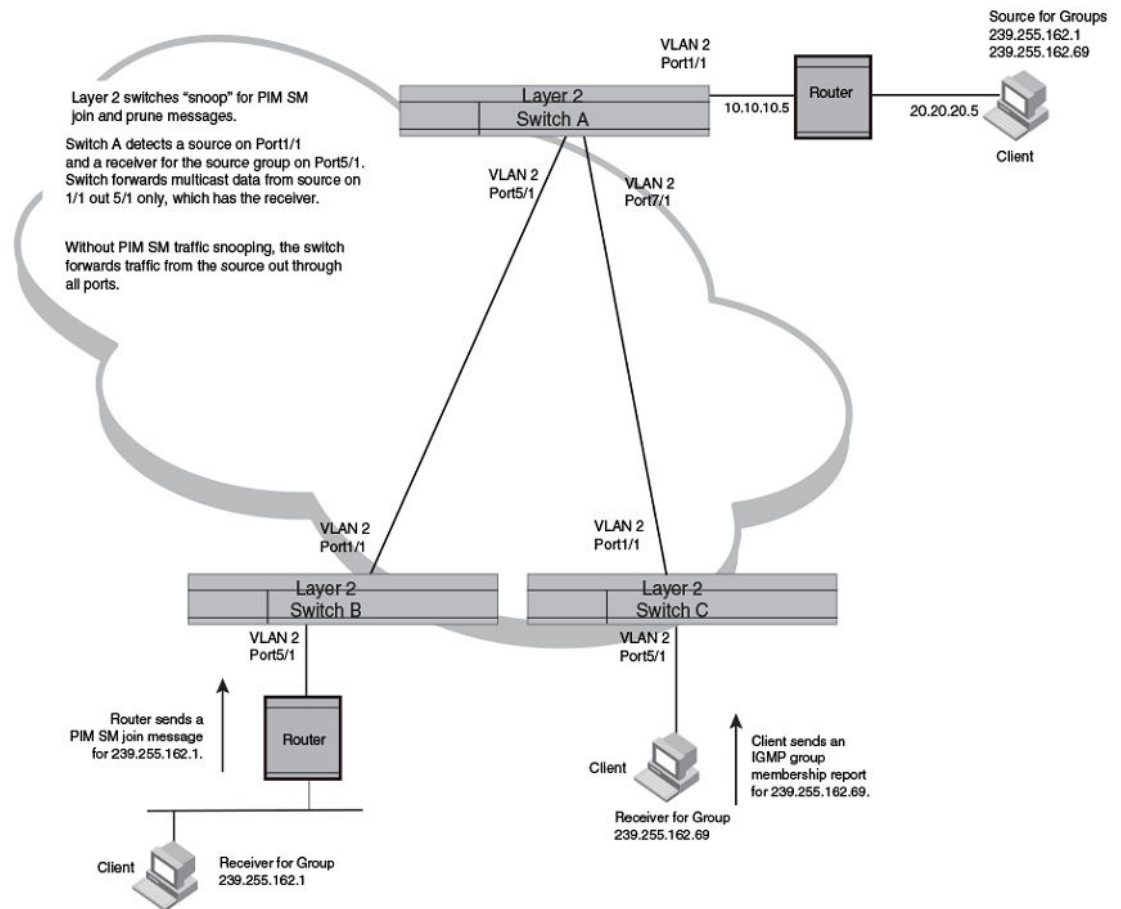 Source for Groups
239.255.162.1
239.255.162.69
VLAN 2
Port1/1
Layer 2
Switch A
10.10.10.5
Router
20.20.20.5
Client
Layer 2 switches “snoop” for PIM SM
join and prune messages.
Switch A detects a source on Port1/1
and a receiver for the source group on Port5/1.
Switch forwards multicast data from source on
1/1 out 5/1 only, which has the receiver.
Without PIM SM traffic snooping, the switch
forwards traffic from the source out through
all ports.
VLAN 2
Port5/1
VLAN 2
Port7/1
VLAN 2
Port1/1
VLAN 2
Port1/1
Layer 2
Switch B
Layer 2
Switch C
VLAN 2
Port5/1
VLAN 2
Port5/1
Router sends a
PIM SM join message
for 239.255.162.1.
Router
Client
Client sends an
IGMP group
membership report
for 239.255.162.69.
Receiver for Group
239.255.162.69
Client
Receiver for Group
239.255.162.1